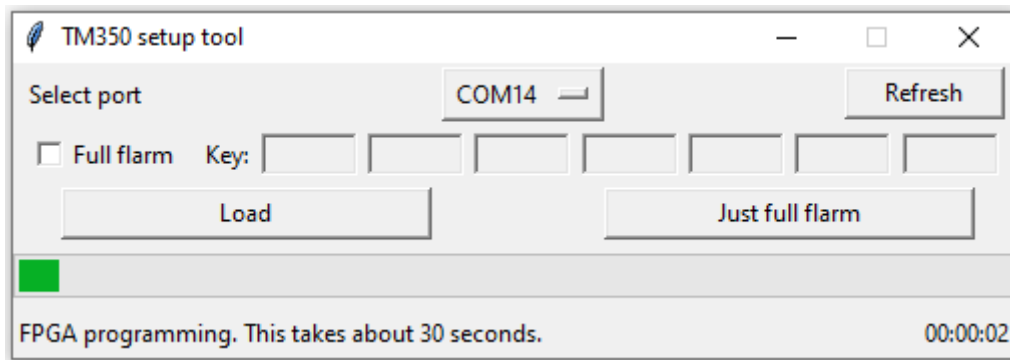 TM350 setup tool
Select port COM14 Refresh
Full flarm Key:
Load Just full flarm
FPGA programming. This takes about 30 seconds. 00:00:02